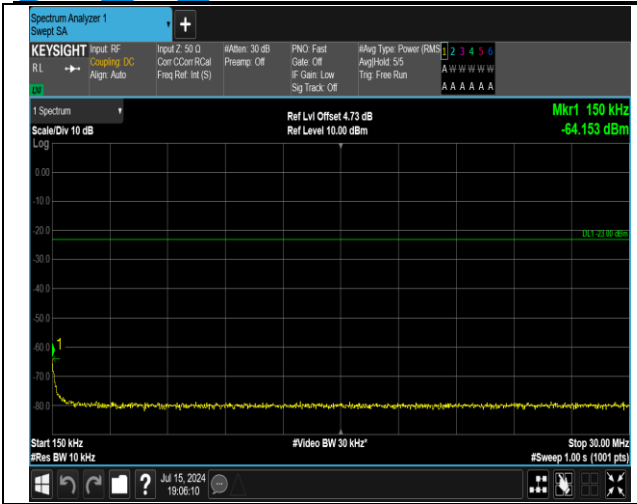 Spectrum Analyzer 1
Swept SA
+
KEYSIGHT
RL
Input: RF
Coupling: DC
Align: Auto
Input Z: 50 Ω
Corr CCorr RCal
Freq Ref: Int (S)
#Atten: 30 dB
Preamp: Off
PNO: Fast
Gate: Off
IF Gain: Low
Sig Track: Off
#Avg Type: Power (RMS
Avg|Hold: 5/5
Trig: Free Run
1 2 3 4 5 6
A W W W W W
A A A A A A
1 Spectrum
Scale/Div 10 dB
Ref Lvl Offset 4.73 dB
Ref Level 10.00 dBm
Mkr1 150 kHz
-64.153 dBm
Log
0.00
-10.0
-20.0
DL1 -23.00 dBm
-30.0
-40.0
-50.0
-60.0
1
-70.0
-80.0
Start 150 kHz
#Res BW 10 kHz
#Video BW 30 kHz*
Stop 30.00 MHz
#Sweep 1.00 s (1001 pts)
?
Jul 15, 2024
19:06:10